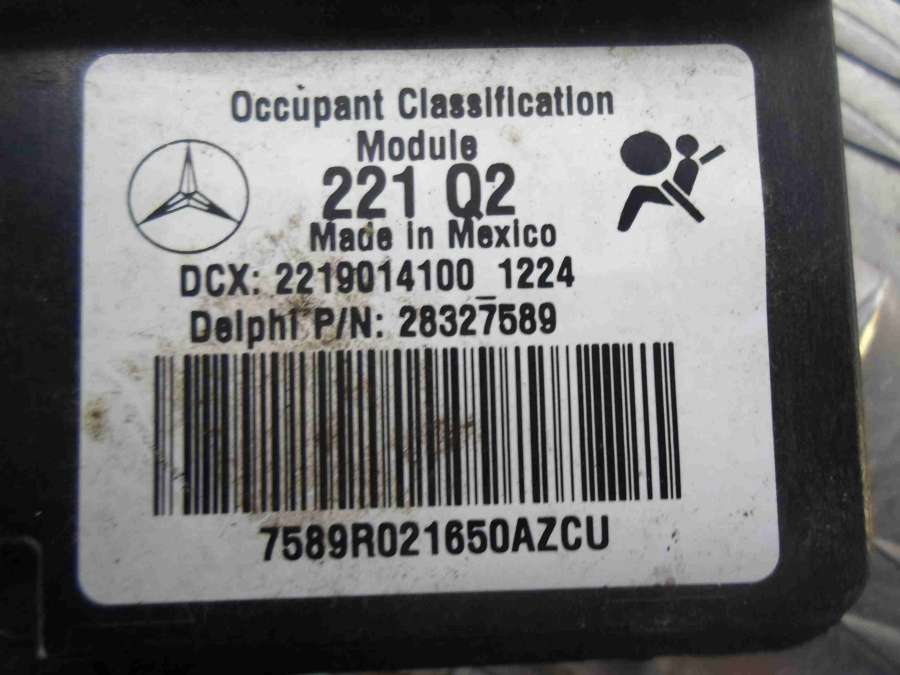 Occupant Classification
Module
221 Q2
Made in Mexico
DCX: 2219014100_1224
Delphi P/N: 28327589
7589R021650AZCU